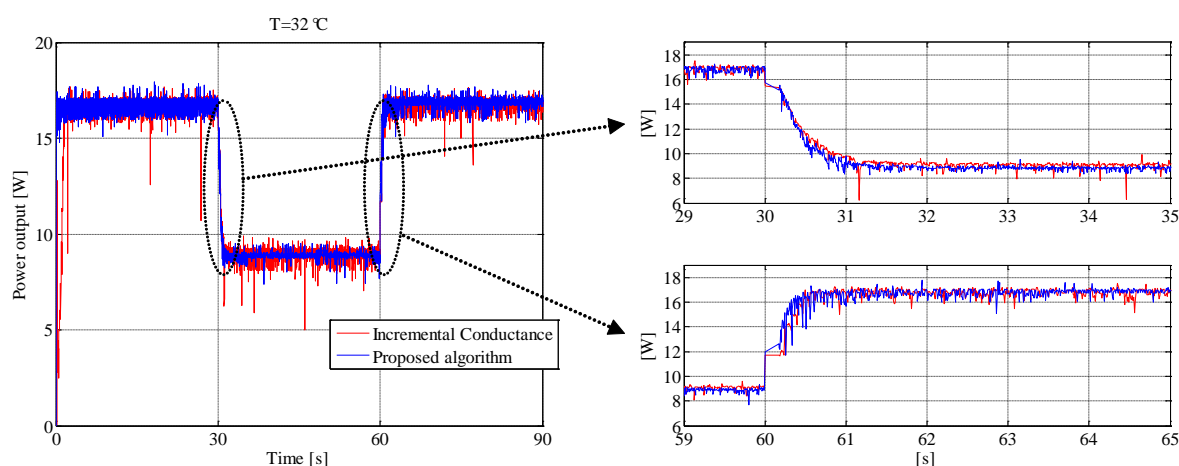 T=32 °C
20
15
10
5
0
0 30 60 90
Power output [W]
Time [s]
Incremental Conductance
Proposed algorithm
18
16
14
12
10
8
6
29 30 31 32 33 34 35
[W]
18
16
14
12
10
8
6
59 60 61 62 63 64 65
[W]
[s]